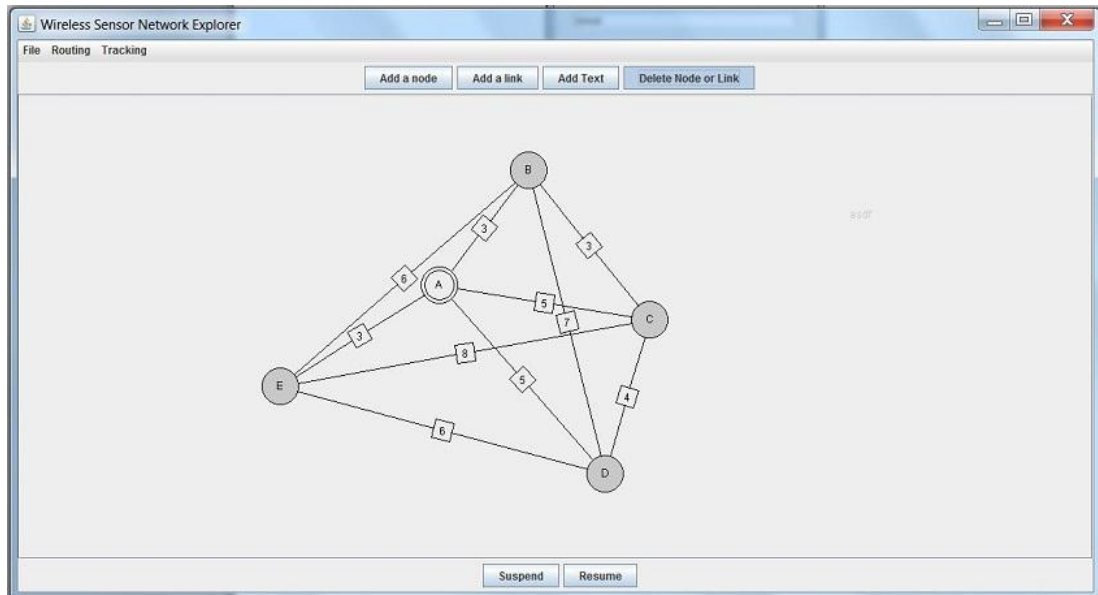 Wireless Sensor Network Explorer
File Routing Tracking
Add a node Add a link Add Text Delete Node or Link
B
asdf
3
3
6
A
5
C
7
3
8
5
E
4
6
D
Suspend Resume